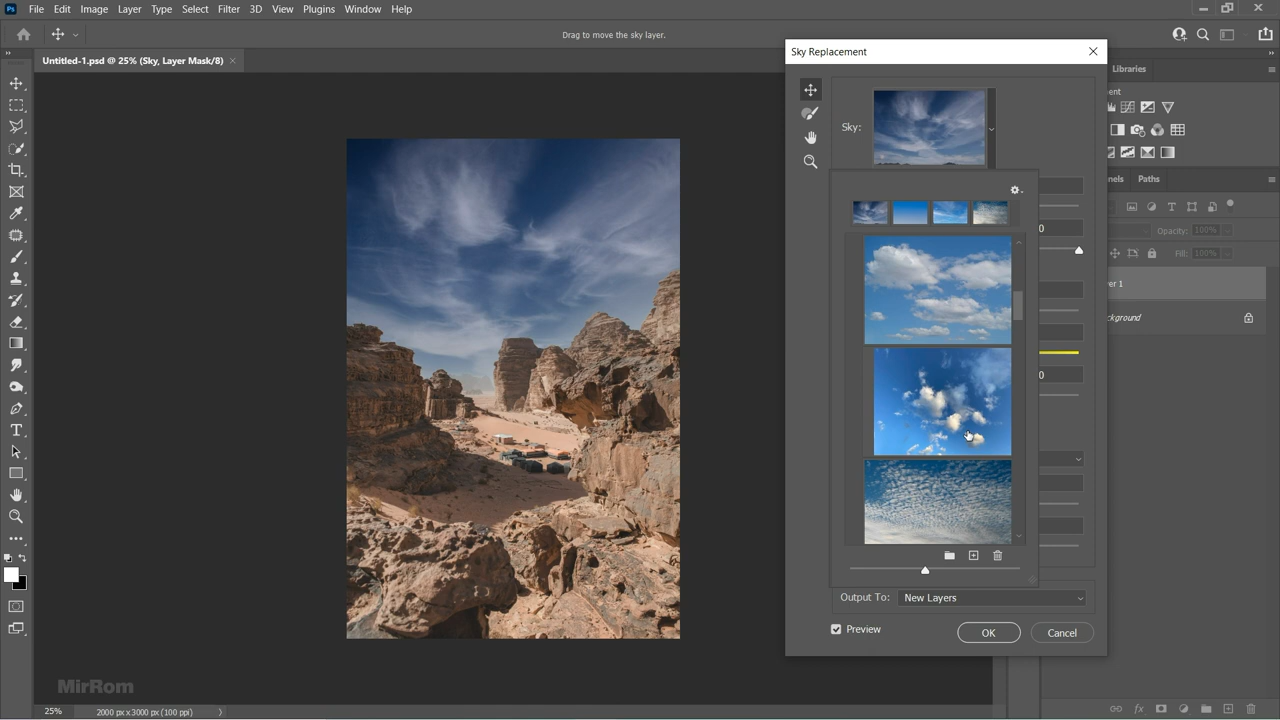 Ps File Edit Image Layer Type Select Filter 3D View Plugins Window Help
Drag to move the sky layer.
Untitled-1.psd @ 25% (Sky, Layer Mask/8) ×
Sky Replacement
Sky:
Libraries
Paths
Opacity: 100%
Fill: 100%
Output To: New Layers
Preview
OK
Cancel
MirRom
25%
2000 px x 3000 px (100 ppi)